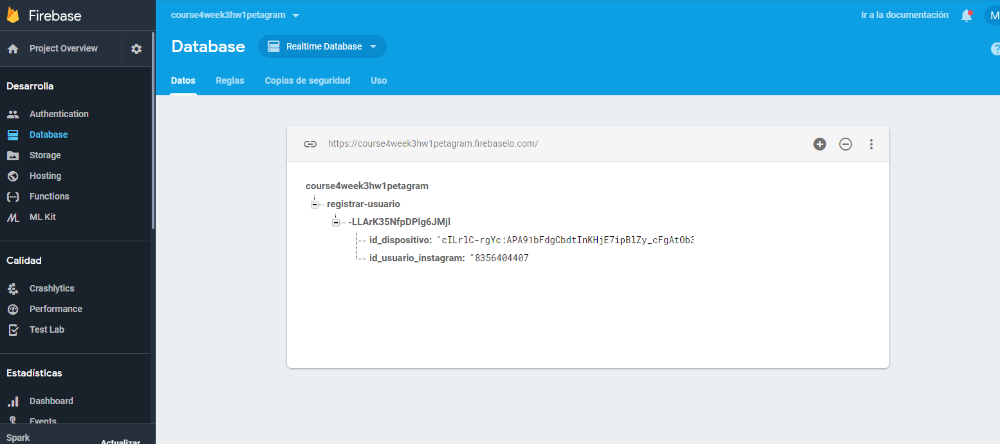 Firebase
course4week3hw1petagram
Ir a la documentación
M
Project Overview
Database
Realtime Database
?
Datos
Reglas
Copias de seguridad
Uso
Desarrolla
Authentication
Database
Storage
Hosting
Functions
ML Kit
https://course4week3hw1petagram.firebaseio.com/
course4week3hw1petagram
registrar-usuario
-LLArK35NfpDPlg6JMjl
id_dispositivo: "cILrlC-rgYc:APA91bFdgCbdtInKHjE7ipBlZy_cFgAtOb3
id_usuario_instagram: "8356404407
Calidad
Crashlytics
Performance
Test Lab
Estadísticas
Dashboard
Events
Spark
Actualizar